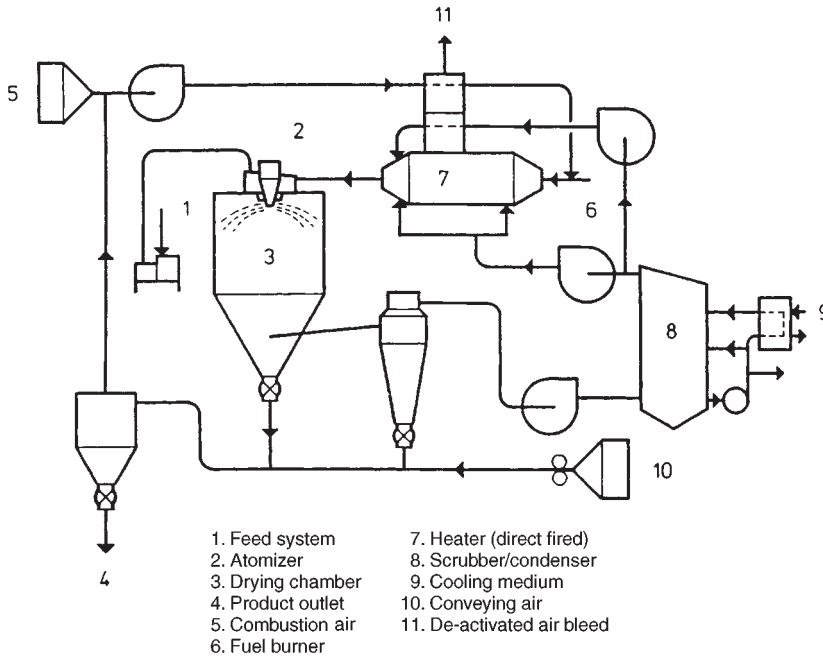 11
5
2
7
1
6
3
9
8
10
4
1. Feed system
2. Atomizer
3. Drying chamber
4. Product outlet
5. Combustion air
6. Fuel burner
7. Heater (direct fired)
8. Scrubber/condenser
9. Cooling medium
10. Conveying air
11. De-activated air bleed